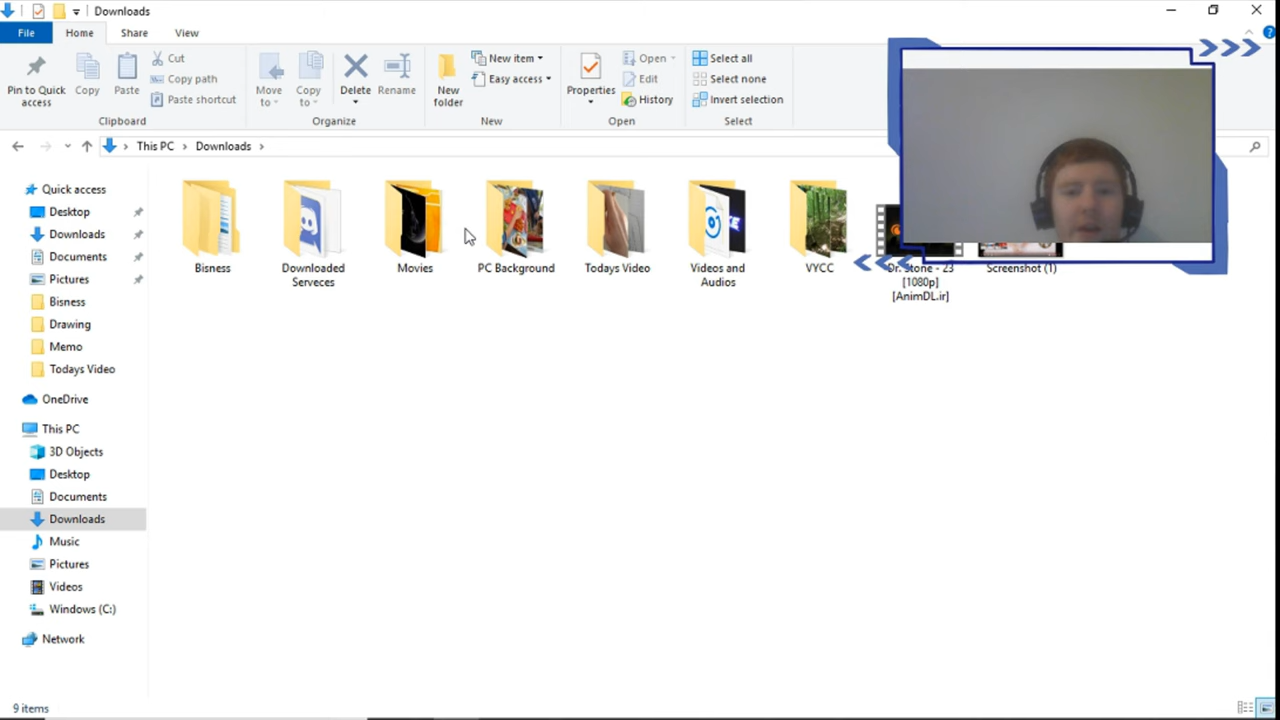 Downloads
File Home Share View
Pin to Quick access
Copy
Paste
Cut
Copy path
Paste shortcut
Clipboard
Move to
Copy to
Delete
Rename
Organize
New folder
New item
Easy access
New
Properties
Open
Edit
History
Open
Select all
Select none
Invert selection
Select
This PC > Downloads >
Quick access
Desktop
Downloads
Documents
Pictures
Bisness
Drawing
Memo
Todays Video
OneDrive
This PC
3D Objects
Desktop
Documents
Downloads
Music
Pictures
Videos
Windows (C:)
Network
Bisness
Downloaded
Serveces
Movies
PC Background
Todays Video
Videos and
Audios
VYCC
Dr. Stone - 23
[1080p]
[AnimDL.ir]
Screenshot (1)
9 items